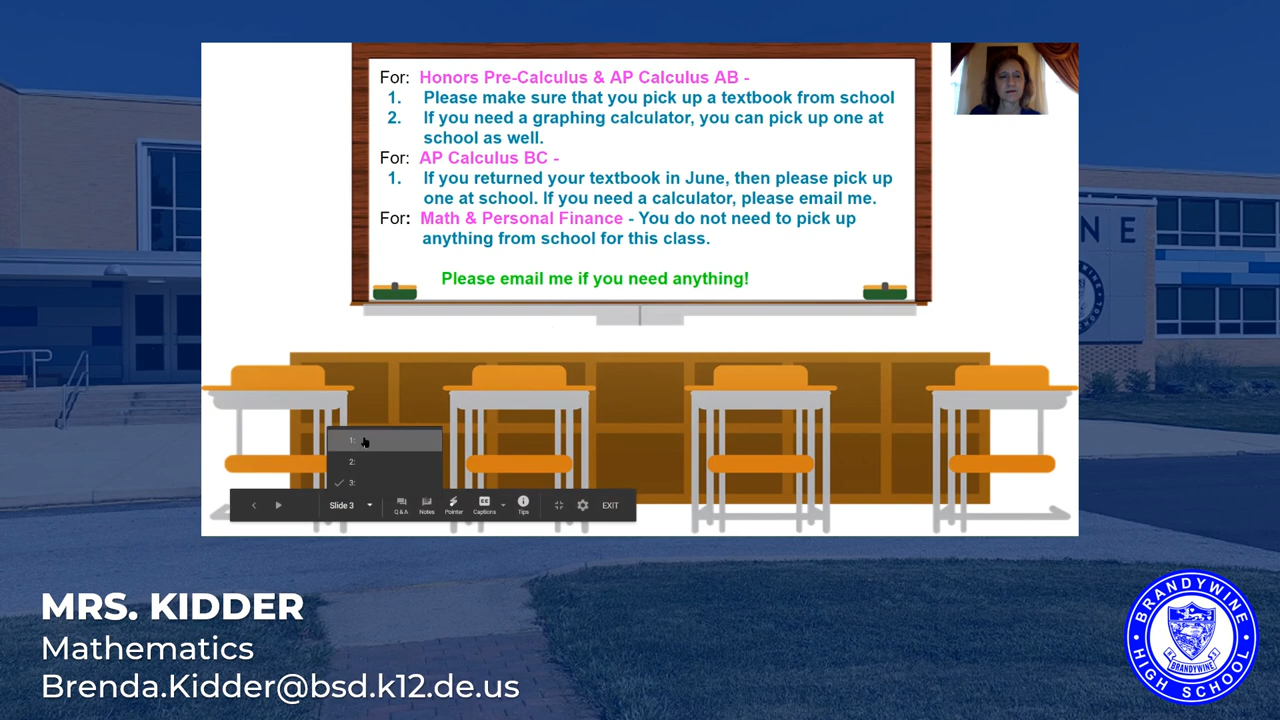 For: Honors Pre-Calculus & AP Calculus AB -
1. Please make sure that you pick up a textbook from school
2. If you need a graphing calculator, you can pick up one at
school as well.
For: AP Calculus BC -
1. If you returned your textbook in June, then please pick up
one at school. If you need a calculator, please email me.
For: Math & Personal Finance - You do not need to pick up
anything from school for this class.
Please email me if you need anything!
N E
1:
2:
3:
Slide 3
Q & A
Notes
Pointer
Captions
Tips
EXIT
MRS. KIDDER
Mathematics
Brenda.Kidder@bsd.k12.de.us
BRANDYWINE
BRANDYWINE
HIGH SCHOOL